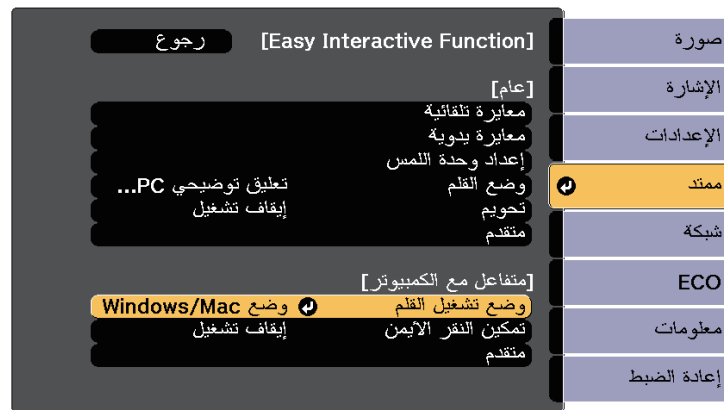 صورة
الإشارة
الإعدادات
ممتد
شبكة
ECO
معلومات
إعادة الضبط
[Easy Interactive Function] رجوع
[عام]
معايرة تلقائية
معايرة يدوية
إعداد وحدة اللمس
وضع القلم تعليق توضيحي PC...
تحويم إيقاف تشغيل
متقدم
[متفاعل مع الكمبيوتر]
وضع تشغيل القلم وضع Windows/Mac
تمكين النقر الأيمن إيقاف تشغيل
متقدم